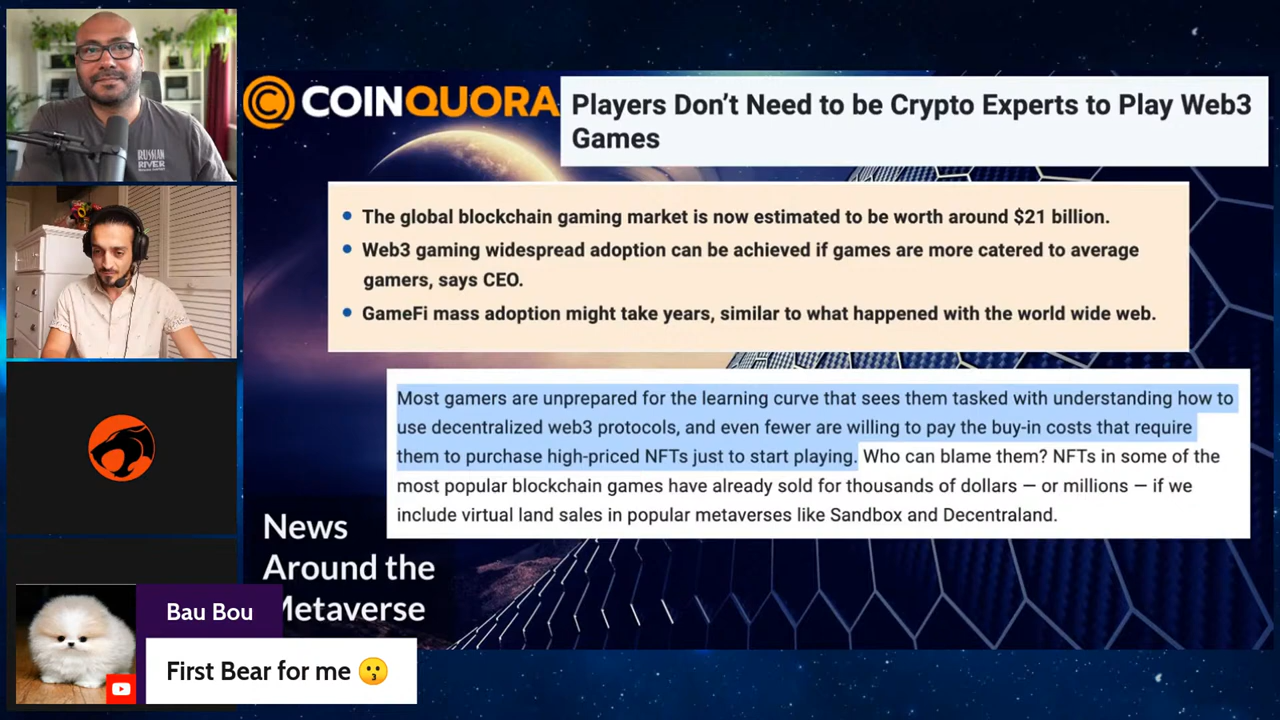 COINQUORA
Players Don’t Need to be Crypto Experts to Play Web3
Games
• The global blockchain gaming market is now estimated to be worth around $21 billion.
• Web3 gaming widespread adoption can be achieved if games are more catered to average
gamers, says CEO.
• GameFi mass adoption might take years, similar to what happened with the world wide web.
Most gamers are unprepared for the learning curve that sees them tasked with understanding how to
use decentralized web3 protocols, and even fewer are willing to pay the buy-in costs that require
them to purchase high-priced NFTs just to start playing. Who can blame them? NFTs in some of the
most popular blockchain games have already sold for thousands of dollars — or millions — if we
include virtual land sales in popular metaverses like Sandbox and Decentraland.
News
Around the
Metaverse
RUSSIAN
RIVER
Bau Bou
First Bear for me 😗